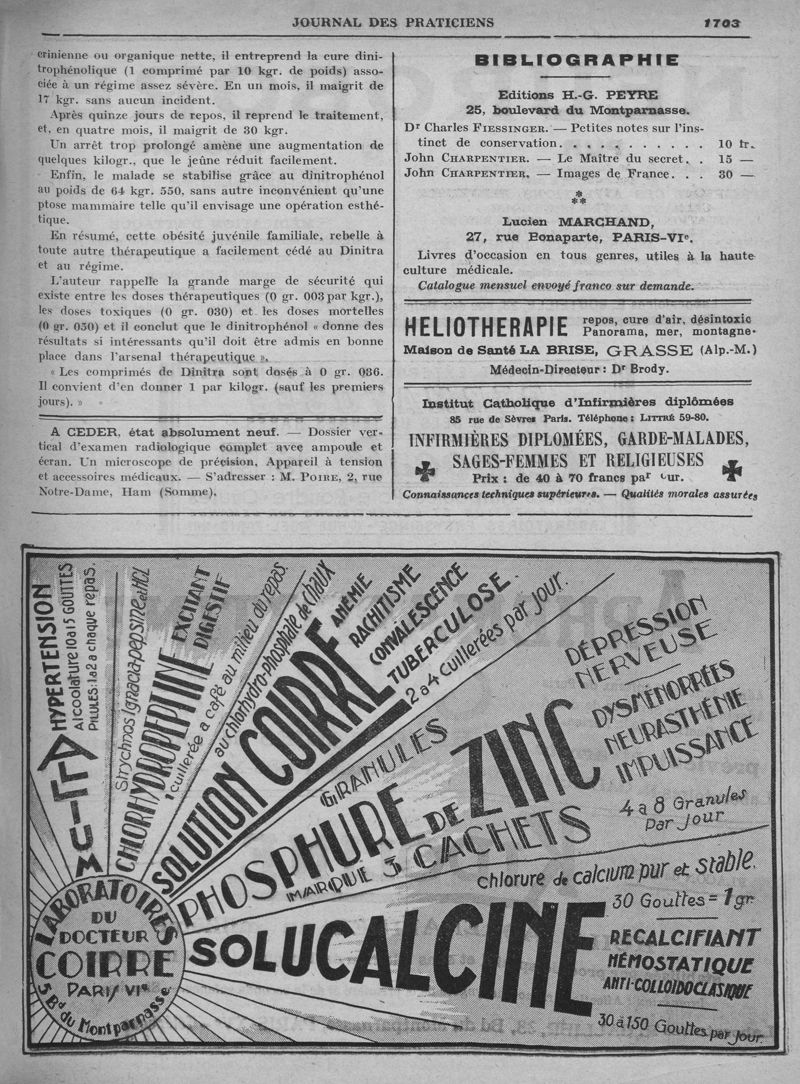 JOURNAL DES PRATICIENS 1703
crinienne ou organique nette, il entreprend la cure dini-
trophénolique (1 comprimé par 10 kgr. de poids) asso-
ciée à un régime assez sévère. En un mois, il maigrit de
17 kgr. sans aucun incident.
Après quinze jours de repos, il reprend le traitement,
et, en quatre mois, il maigrit de 30 kgr.
Un arrêt trop prolongé amène une augmentation de
quelques kilogr., que le jeûne réduit facilement.
Enfin, le malade se stabilise grâce au dinitrophénol
au poids de 64 kgr. 550, sans autre inconvénient qu'une
ptose mammaire telle qu'il envisage une opération esthé-
tique.
En résumé, cette obésité juvénile familiale, rebelle à
toute autre thérapeutique a facilement cédé au Dinitra
et au régime.
L'auteur rappelle la grande marge de sécurité qui
existe entre les doses thérapeutiques (0 gr. 003 par kgr.),
les doses toxiques (0 gr. 030) et les doses mortelles
(0 gr. 050) et il conclut que le dinitrophénol « donne des
résultats si intéressants qu'il doit être admis en bonne
place dans l'arsenal thérapeutique ».
« Les comprimés de Dinitra sont dosés à 0 gr. 036.
Il convient d'en donner 1 par kilogr. (sauf les premiers
jours). »
A CEDER, état absolument neuf. — Dossier ver-
tical d'examen radiologique complet avec ampoule et
écran. Un microscope de précision, Appareil à tension
et accessoires médicaux. — S'adresser : M. POIRE, 2, rue
Notre-Dame, Ham (Somme).
BIBLIOGRAPHIE
Editions H.-G. PEYRE
25, boulevard du Montparnasse.
Dr Charles FIESSINGER. — Petites notes sur l'ins-
tinct de conservation . . . . . . . . . . 10 fr.
John CHARPENTIER. — Le Maître du secret. . 15 —
John CHARPENTIER. — Images de France. . . 30 —
***
Lucien MARCHAND,
27, rue Bonaparte, PARIS-VIe.
Livres d'occasion en tous genres, utiles à la haute
culture médicale.
Catalogue mensuel envoyé franco sur demande.
HELIOTHERAPIE repos, cure d'air, désintoxic
Panorama, mer, montagne-
Maison de Santé LA BRISE, GRASSE (Alp.-M.)
Médecin-Directeur : Dr Brody.
Institut Catholique d'Infirmières diplômées
85 rue de Sèvres Paris. Téléphone : LITTRÉ 59-80.
INFIRMIÈRES DIPLOMÉES, GARDE-MALADES,
SAGES-FEMMES ET RELIGIEUSES
Prix : de 40 à 70 francs par ur.
Connaissances techniques supérieures. — Qualités morales assurées
HYPERTENSION
Alcoolature 10 à 15 GOUTTES
PILULES: 1 à 2 à chaque repas.
Strychnos Ignacia-pepsine et HCl
CHLORHYDROPEPTINE
EXCITANT
DIGESTIF
1 cuillerée à café au milieu du repas.
au chlorhydro-phosphate de chaux
SOLUTION COIRRE
ANÉMIE
RACHITISME
CONVALESCENCE
TUBERCULOSE
2 à 4 Cuillerées par jour.
GRANULES
PHOSPHURE DE ZINC
MARQUE 3 CACHETS
DÉPRESSION
NERVEUSE
DYSMÉNORRÉES
NEURASTHÉNIE
IMPUISSANCE
4 à 8 Granules
Par Jour
chlorure de calcium pur et stable.
SOLUCALCINE
30 Gouttes = 1 gr.
RECALCIFIANT
HÉMOSTATIQUE
ANTI-COLLOÏDOCLASIQUE
30 à 150 Gouttes par Jour.
LABORATOIRES
DU
DOCTEUR
COIRRE
PARIS VIe
5 Bd du Montparnasse